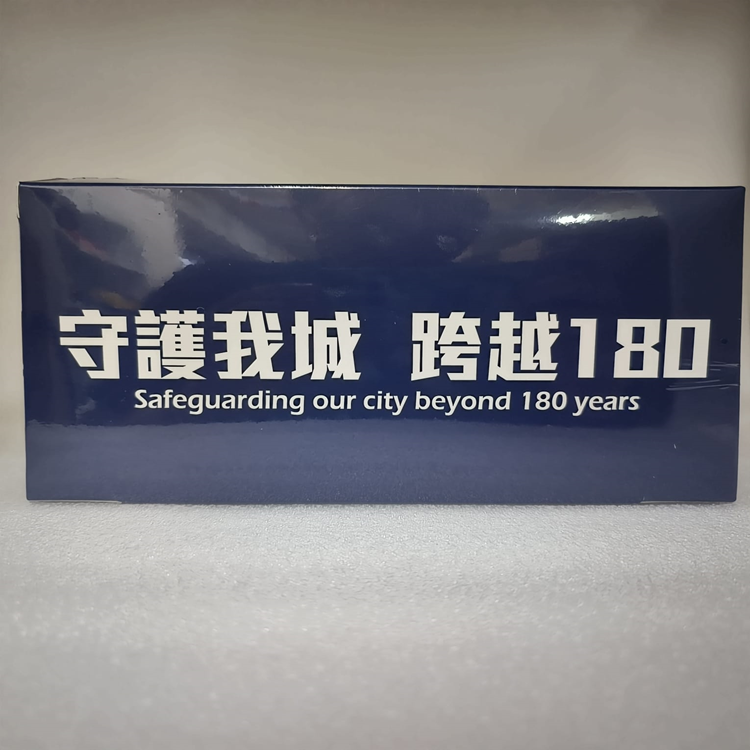 守護我城 跨越180
Safeguarding our city beyond 180 years